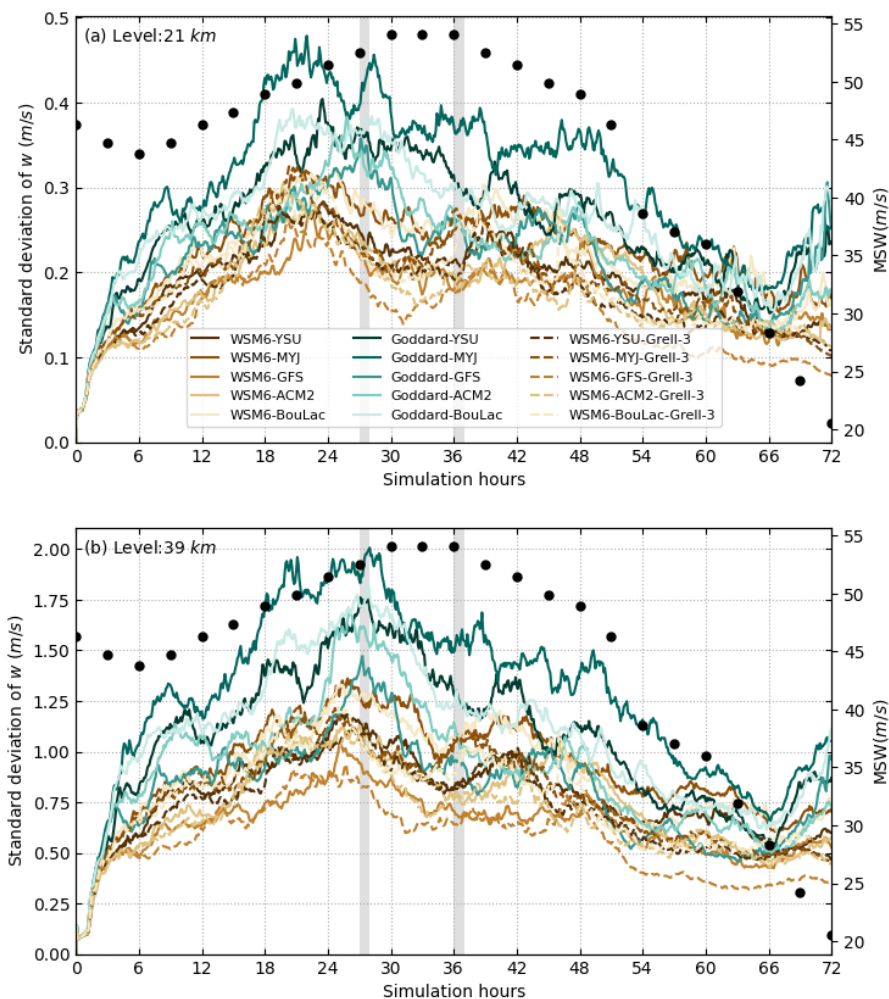 (a) Level:21 km
0.5
0.4
0.3
0.2
0.1
0.0
Standard deviation of w (m/s)
55
50
45
40
35
30
25
20
MSW(m/s)
WSM6-YSU Goddard-YSU WSM6-YSU-Grell-3
WSM6-MYJ Goddard-MYJ WSM6-MYJ-Grell-3
WSM6-GFS Goddard-GFS WSM6-GFS-Grell-3
WSM6-ACM2 Goddard-ACM2 WSM6-ACM2-Grell-3
WSM6-BouLac Goddard-BouLac WSM6-BouLac-Grell-3
0 6 12 18 24 30 36 42 48 54 60 66 72
Simulation hours
(b) Level:39 km
2.00
1.75
1.50
1.25
1.00
0.75
0.50
0.25
0.00
Standard deviation of w (m/s)
55
50
45
40
35
30
25
20
MSW(m/s)
0 6 12 18 24 30 36 42 48 54 60 66 72
Simulation hours